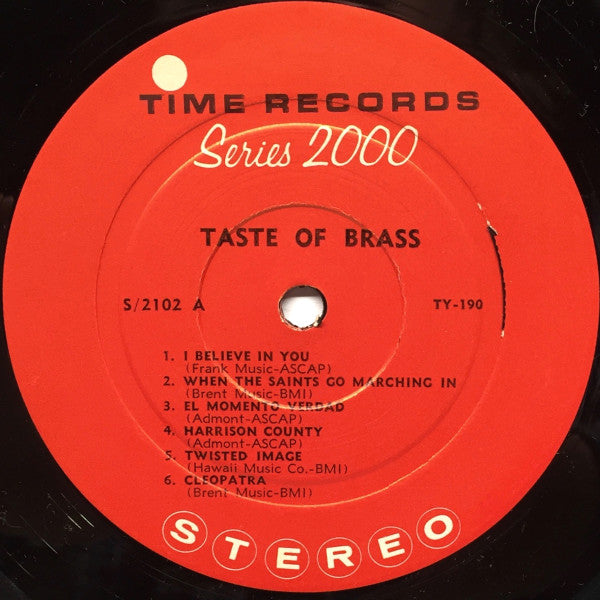 TIME RECORDS
Series 2000
TASTE OF BRASS
S/2102 A TY-190
1. I BELIEVE IN YOU
(Frank Music-ASCAP)
2. WHEN THE SAINTS GO MARCHING IN
(Brent Music-BMI)
3. EL MOMENTO VERDAD
(Admont-ASCAP)
4. HARRISON COUNTY
(Admont-ASCAP)
5. TWISTED IMAGE
(Hawaii Music Co.-BMI)
6. CLEOPATRA
(Brent Music-BMI)
STEREO